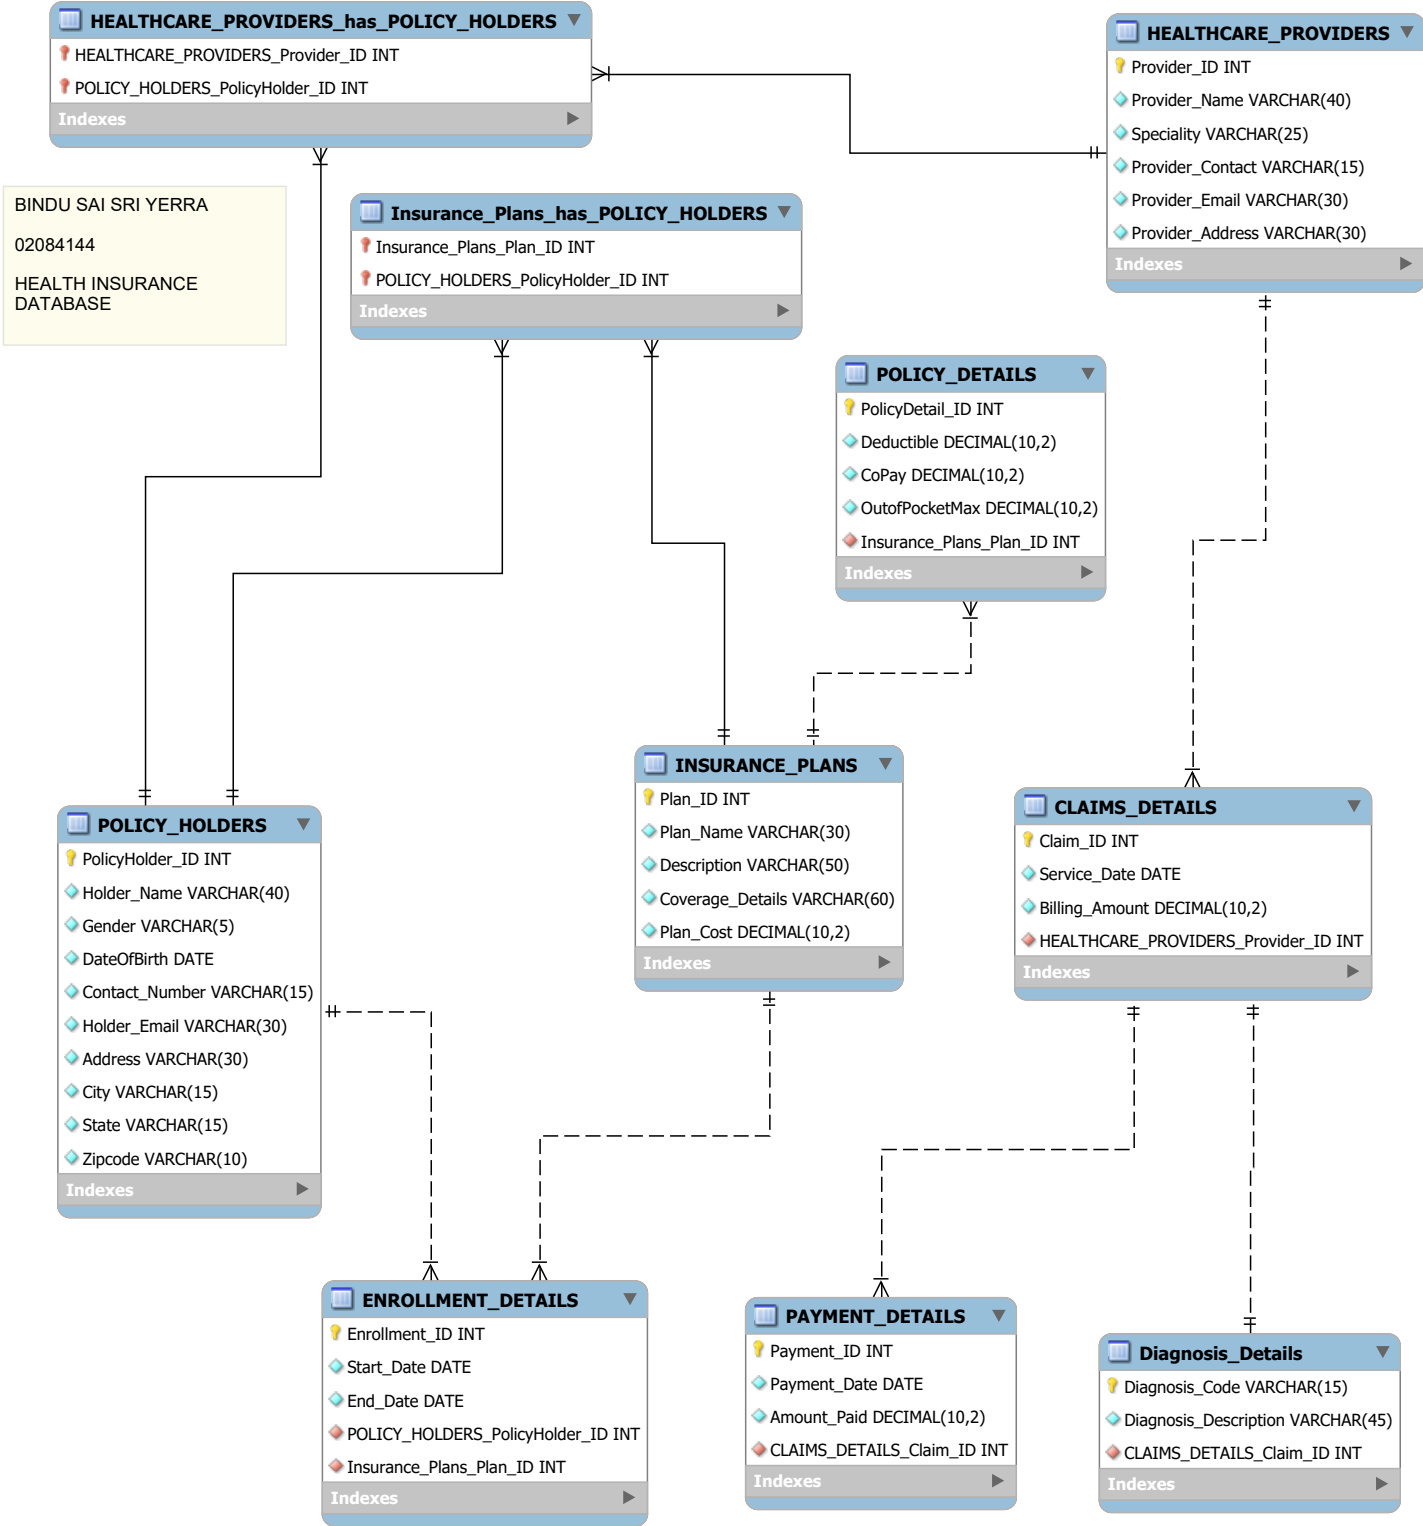 HEALTHCARE_PROVIDERS_has_POLICY_HOLDERS
HEALTHCARE_PROVIDERS_Provider_ID INT
POLICY_HOLDERS_PolicyHolder_ID INT
Indexes
HEALTHCARE_PROVIDERS
Provider_ID INT
Provider_Name VARCHAR(40)
Speciality VARCHAR(25)
Provider_Contact VARCHAR(15)
Provider_Email VARCHAR(30)
Provider_Address VARCHAR(30)
Indexes
BINDU SAI SRI YERRA
02084144
HEALTH INSURANCE
DATABASE
Insurance_Plans_has_POLICY_HOLDERS
Insurance_Plans_Plan_ID INT
POLICY_HOLDERS_PolicyHolder_ID INT
Indexes
POLICY_DETAILS
PolicyDetail_ID INT
Deductible DECIMAL(10,2)
CoPay DECIMAL(10,2)
OutofPocketMax DECIMAL(10,2)
Insurance_Plans_Plan_ID INT
Indexes
INSURANCE_PLANS
Plan_ID INT
Plan_Name VARCHAR(30)
Description VARCHAR(50)
Coverage_Details VARCHAR(60)
Plan_Cost DECIMAL(10,2)
Indexes
CLAIMS_DETAILS
Claim_ID INT
Service_Date DATE
Billing_Amount DECIMAL(10,2)
HEALTHCARE_PROVIDERS_Provider_ID INT
Indexes
POLICY_HOLDERS
PolicyHolder_ID INT
Holder_Name VARCHAR(40)
Gender VARCHAR(5)
DateOfBirth DATE
Contact_Number VARCHAR(15)
Holder_Email VARCHAR(30)
Address VARCHAR(30)
City VARCHAR(15)
State VARCHAR(15)
Zipcode VARCHAR(10)
Indexes
ENROLLMENT_DETAILS
Enrollment_ID INT
Start_Date DATE
End_Date DATE
POLICY_HOLDERS_PolicyHolder_ID INT
Insurance_Plans_Plan_ID INT
Indexes
PAYMENT_DETAILS
Payment_ID INT
Payment_Date DATE
Amount_Paid DECIMAL(10,2)
CLAIMS_DETAILS_Claim_ID INT
Indexes
Diagnosis_Details
Diagnosis_Code VARCHAR(15)
Diagnosis_Description VARCHAR(45)
CLAIMS_DETAILS_Claim_ID INT
Indexes